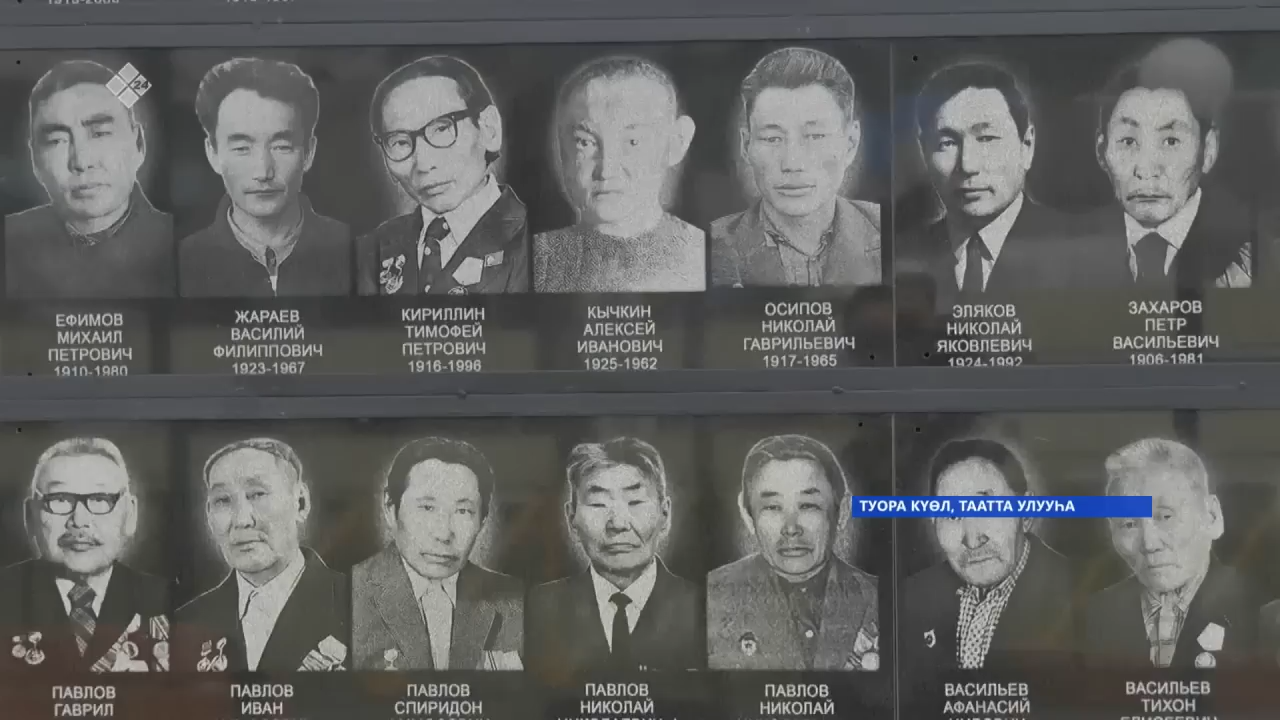 24
ЕФИМОВ
МИХАИЛ
ПЕТРОВИЧ
1910-1980
ЖАРАЕВ
ВАСИЛИЙ
ФИЛИППОВИЧ
1923-1967
КИРИЛЛИН
ТИМОФЕЙ
ПЕТРОВИЧ
1916-1996
КЫЧКИН
АЛЕКСЕЙ
ИВАНОВИЧ
1925-1962
ОСИПОВ
НИКОЛАЙ
ГАВРИЛЬЕВИЧ
1917-1965
ЭЛЯКОВ
НИКОЛАЙ
ЯКОВЛЕВИЧ
1924-1992
ЗАХАРОВ
ПЕТР
ВАСИЛЬЕВИЧ
1906-1981
ТУОРА КҮӨЛ, ТААТТА УЛУУҺА
ПАВЛОВ
ГАВРИЛ
ПАВЛОВ
ИВАН
ПАВЛОВ
СПИРИДОН
ПАВЛОВ
НИКОЛАЙ
ПАВЛОВ
НИКОЛАЙ
ВАСИЛЬЕВ
АФАНАСИЙ
ВАСИЛЬЕВ
ТИХОН